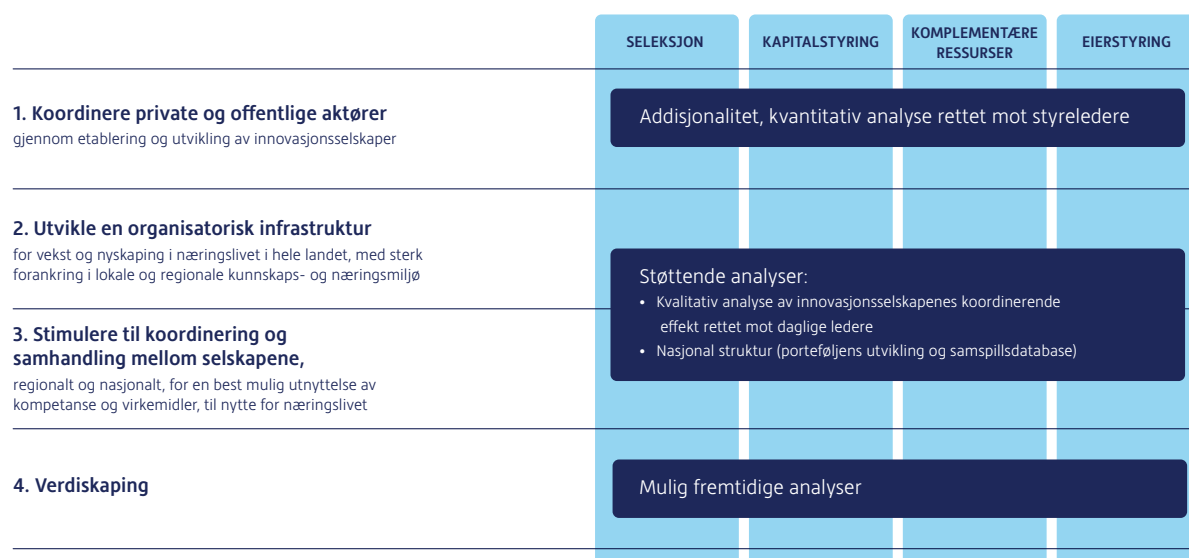 SELEKSJON
KAPITALSTYRING
KOMPLEMENTÆRE
RESSURSER
EIERSTYRING
1. Koordinere private og offentlige aktører
gjennom etablering og utvikling av innovasjonsselskaper
Addisjonalitet, kvantitativ analyse rettet mot styreledere
2. Utvikle en organisatorisk infrastruktur
for vekst og nyskaping i næringslivet i hele landet, med sterk
forankring i lokale og regionale kunnskaps- og næringsmiljø
3. Stimulere til koordinering og
samhandling mellom selskapene,
regionalt og nasjonalt, for en best mulig utnyttelse av
kompetanse og virkemidler, til nytte for næringslivet
Støttende analyser:
• Kvalitativ analyse av innovasjonsselskapenes koordinerende
effekt rettet mot daglige ledere
• Nasjonal struktur (porteføljens utvikling og samspillsdatabase)
4. Verdiskaping
Mulig fremtidige analyser